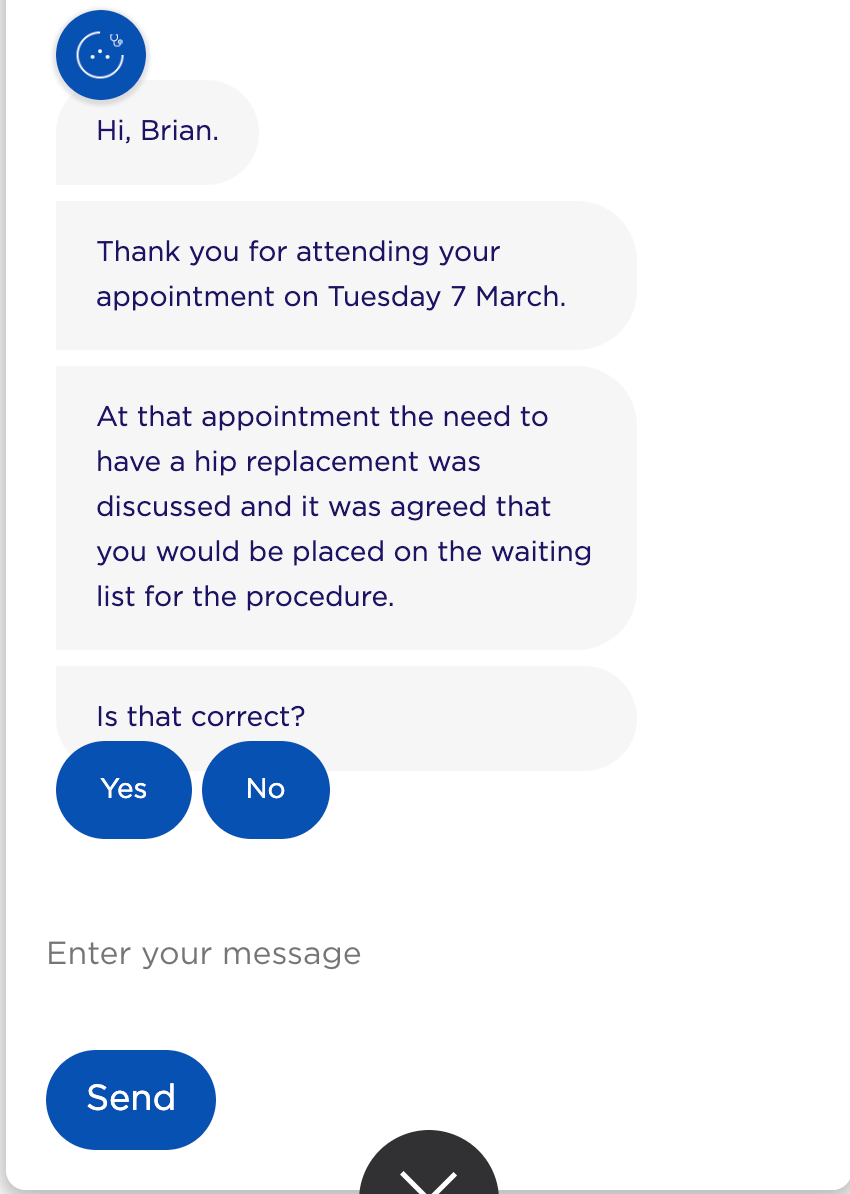 Hi, Brian.
Thank you for attending your
appointment on Tuesday 7 March.
At that appointment the need to
have a hip replacement was
discussed and it was agreed that
you would be placed on the waiting
list for the procedure.
Is that correct?
Yes No
Enter your message
Send